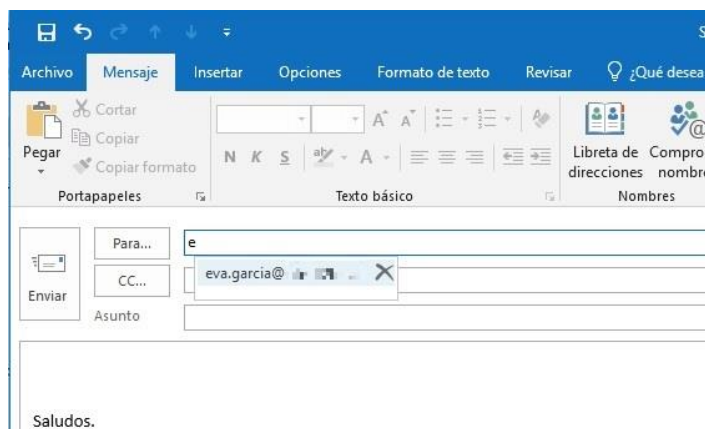 S
Archivo Mensaje Insertar Opciones Formato de texto Revisar ¿Qué desea
Pegar
Cortar
Copiar
Copiar formato
Portapapeles
N K S aby A
Texto básico
Libreta de direcciones
Compro
nombre
Nombres
Enviar
Para... e
CC...
eva.garcia@
Asunto
Saludos.